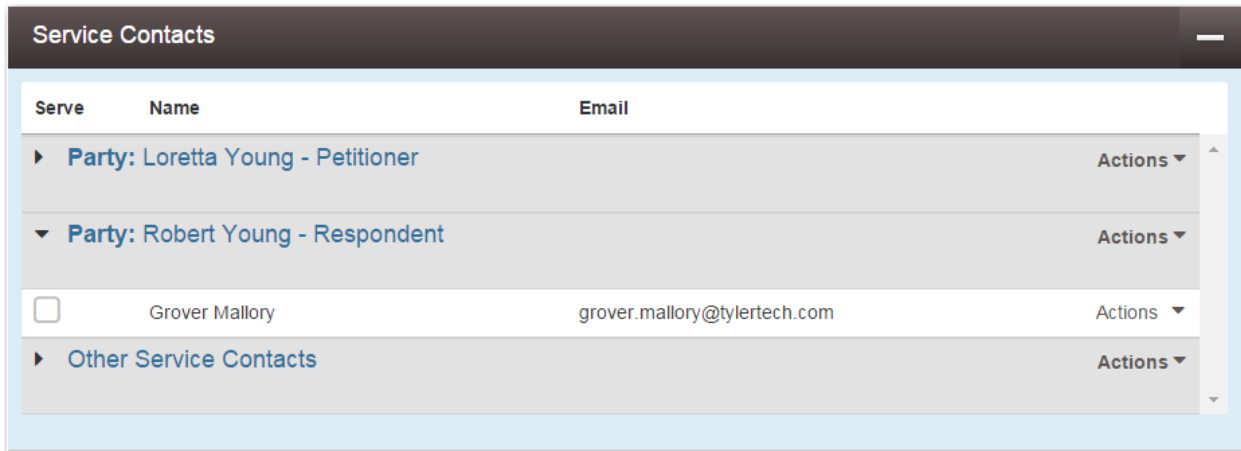 Service Contacts
Serve Name Email
Party: Loretta Young - Petitioner Actions
Party: Robert Young - Respondent Actions
Grover Mallory grover.mallory@tylertech.com Actions
Other Service Contacts Actions